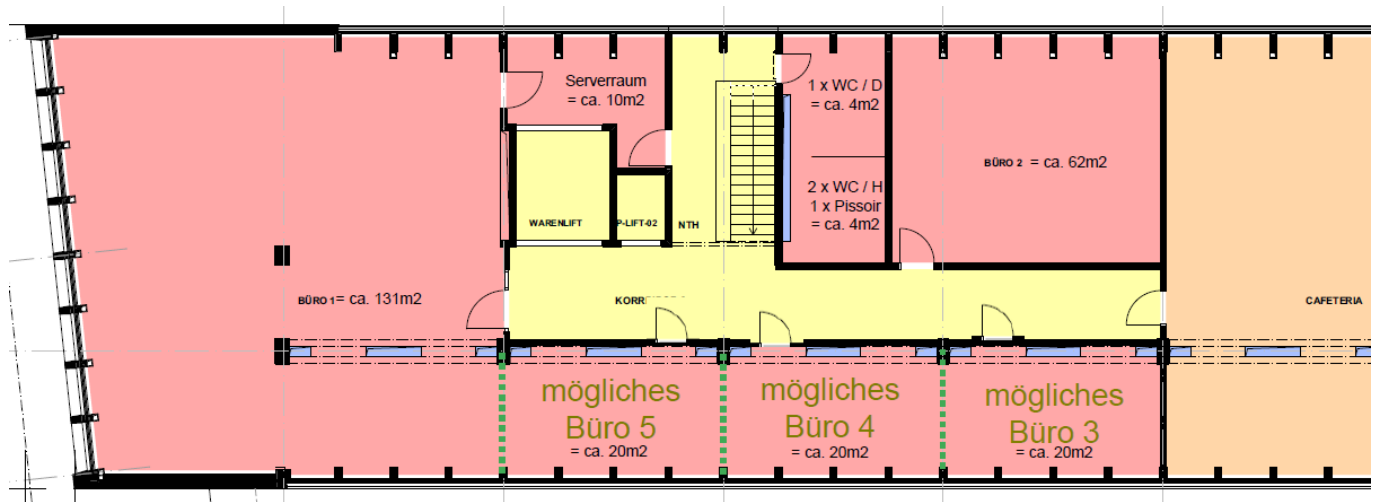 Serverraum
= ca. 10m2
1 x WC / D
= ca. 4m2
BÜRO 2 = ca. 62m2
2 x WC / H
1 x Pissoir
= ca. 4m2
WARENLIFT
P-LIFT-02
NTH
BÜRO 1 = ca. 131m2
KORR
CAFETERIA
mögliches
Büro 5
= ca. 20m2
mögliches
Büro 4
= ca. 20m2
mögliches
Büro 3
= ca. 20m2